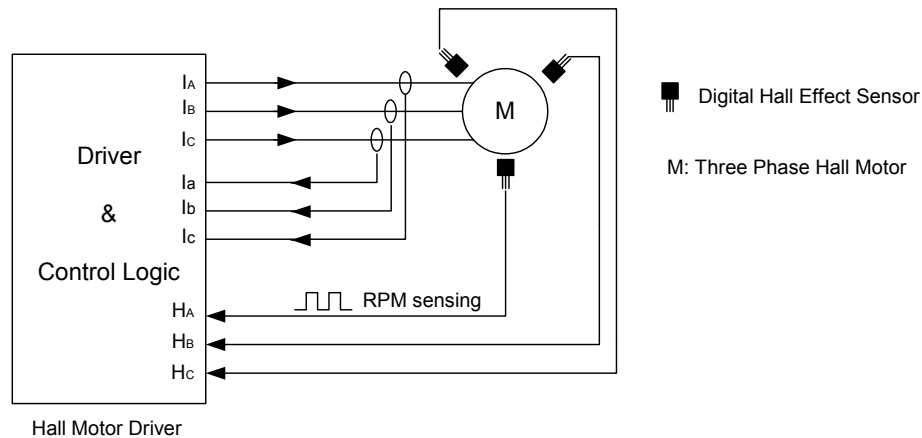 IA
IB
IC
Ia
Ib
Ic
Driver
&
Control Logic
HA
HB
HC
RPM sensing
M
Digital Hall Effect Sensor
M: Three Phase Hall Motor
Hall Motor Driver